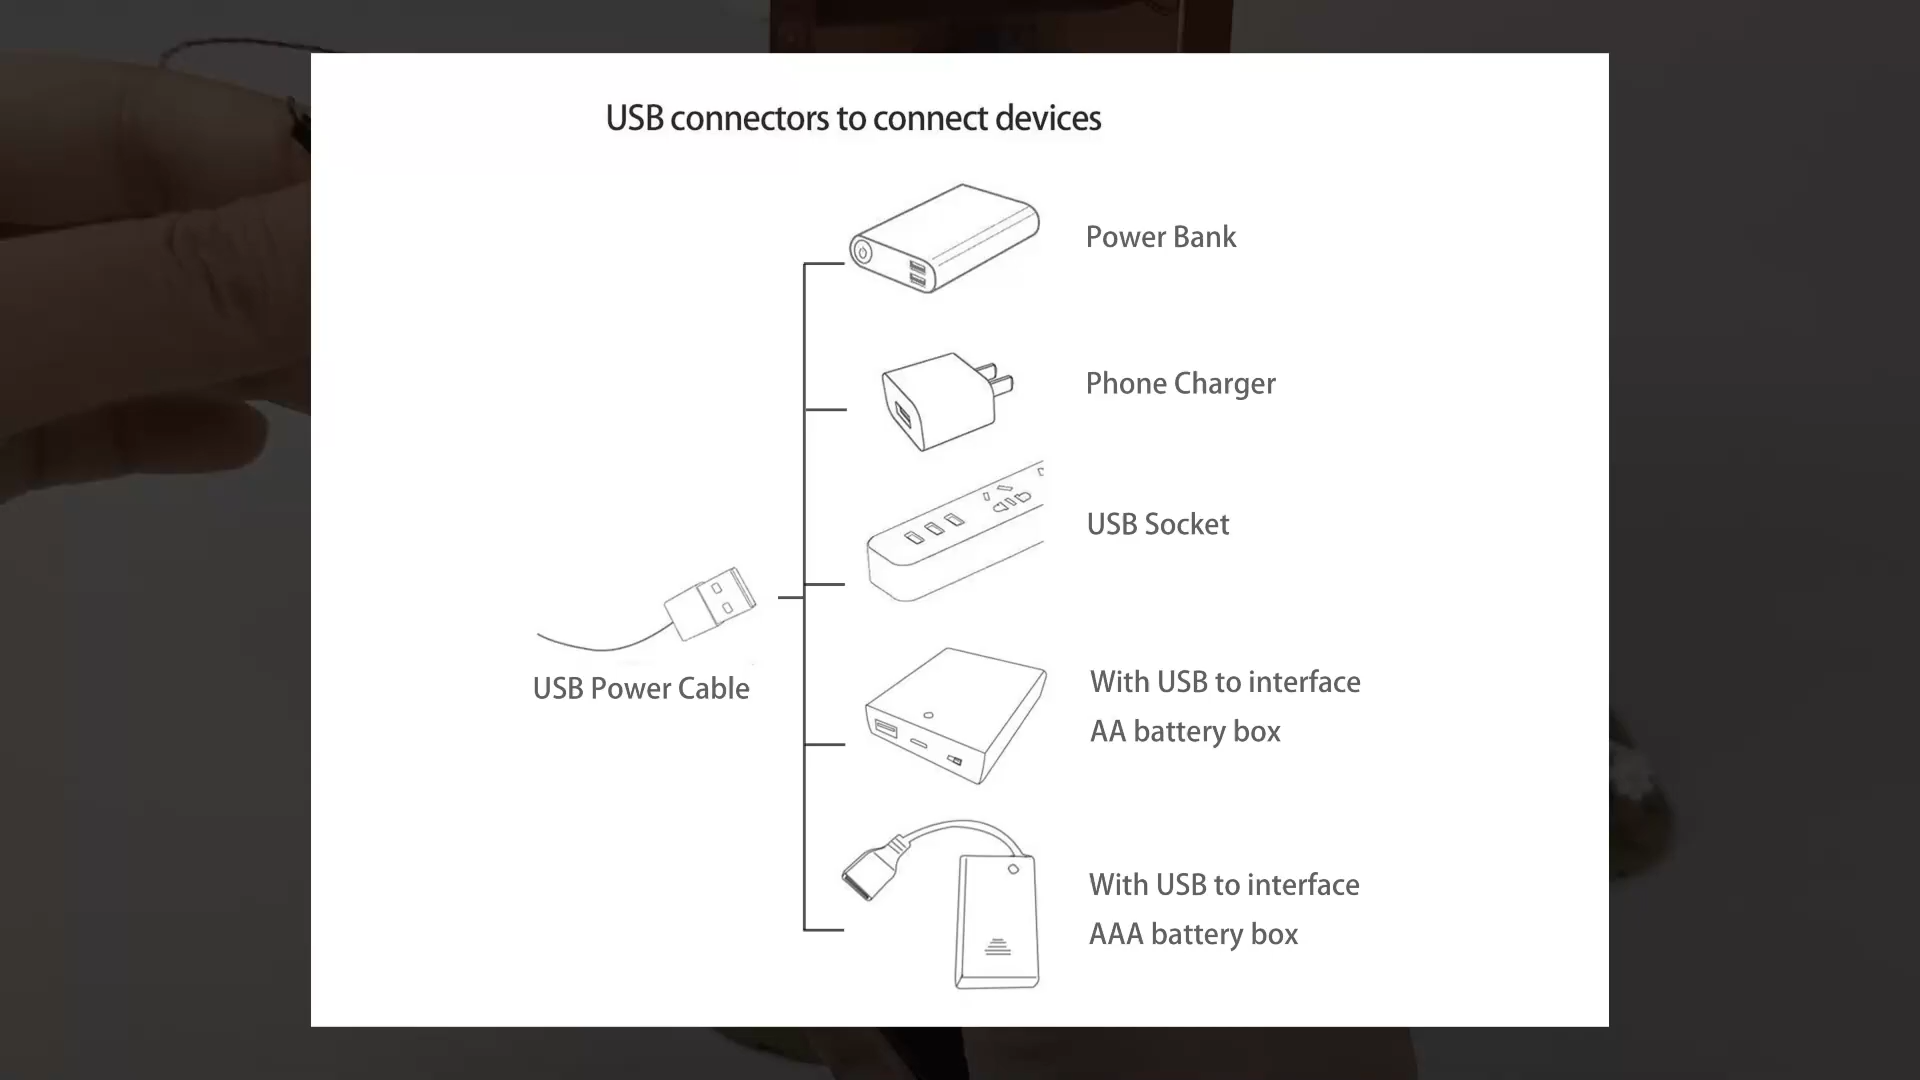 USB connectors to connect devices
Power Bank
Phone Charger
USB Socket
USB Power Cable
With USB to interface
AA battery box
With USB to interface
AAA battery box